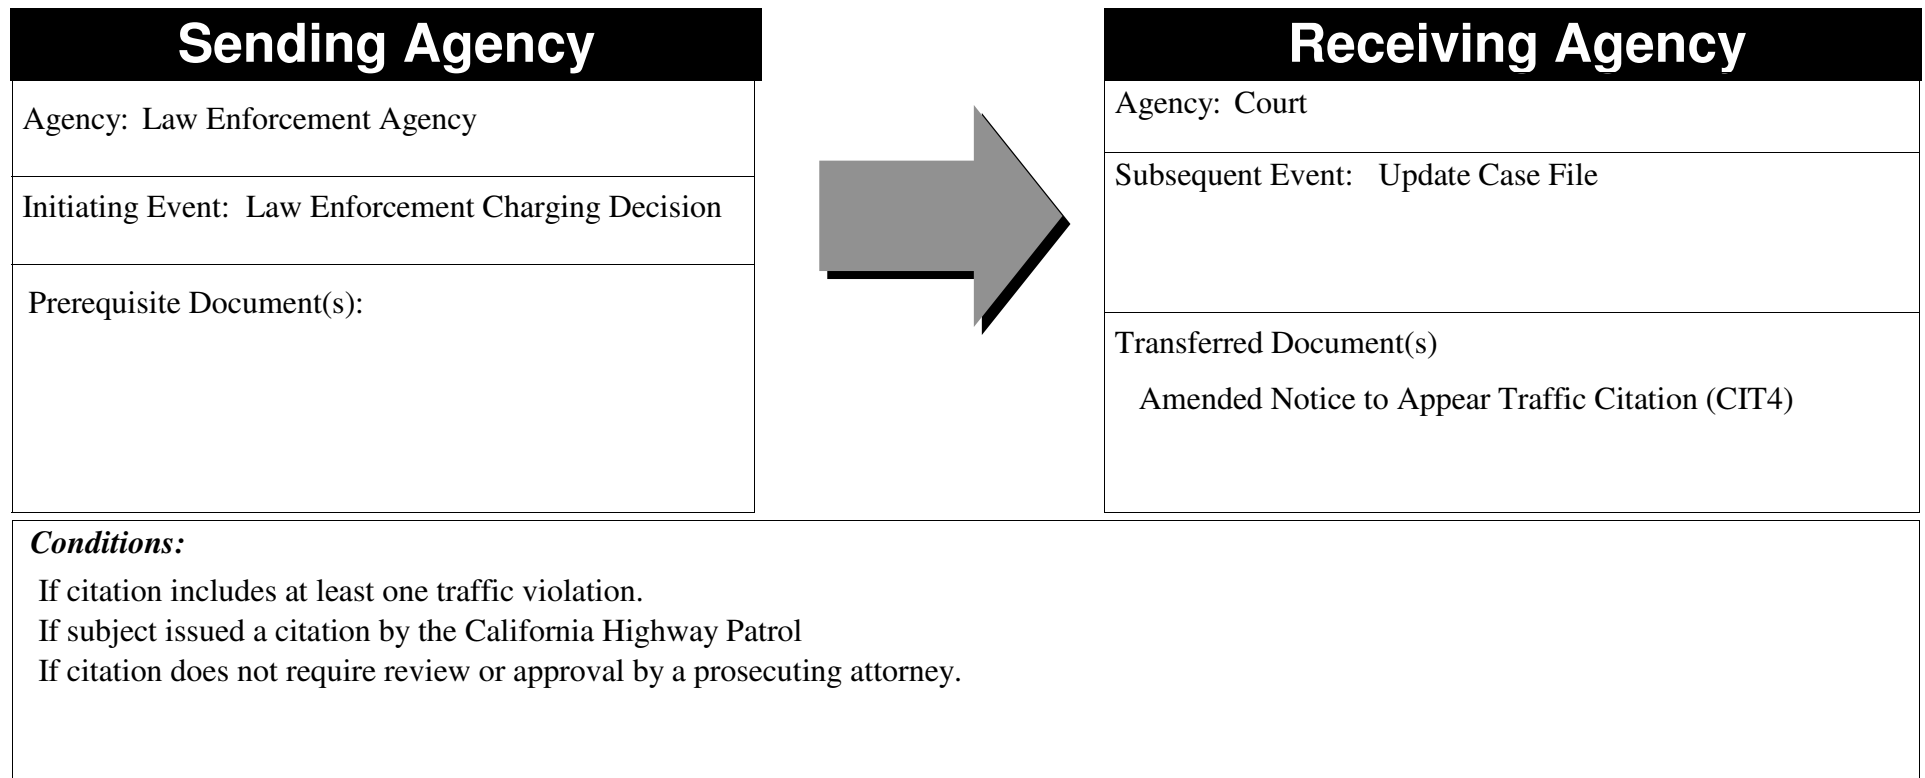 Sending Agency
Agency: Law Enforcement Agency
Initiating Event: Law Enforcement Charging Decision
Prerequisite Document(s):
Receiving Agency
Agency: Court
Subsequent Event: Update Case File
Transferred Document(s)
Amended Notice to Appear Traffic Citation (CIT4)
Conditions:
If citation includes at least one traffic violation.
If subject issued a citation by the California Highway Patrol
If citation does not require review or approval by a prosecuting attorney.